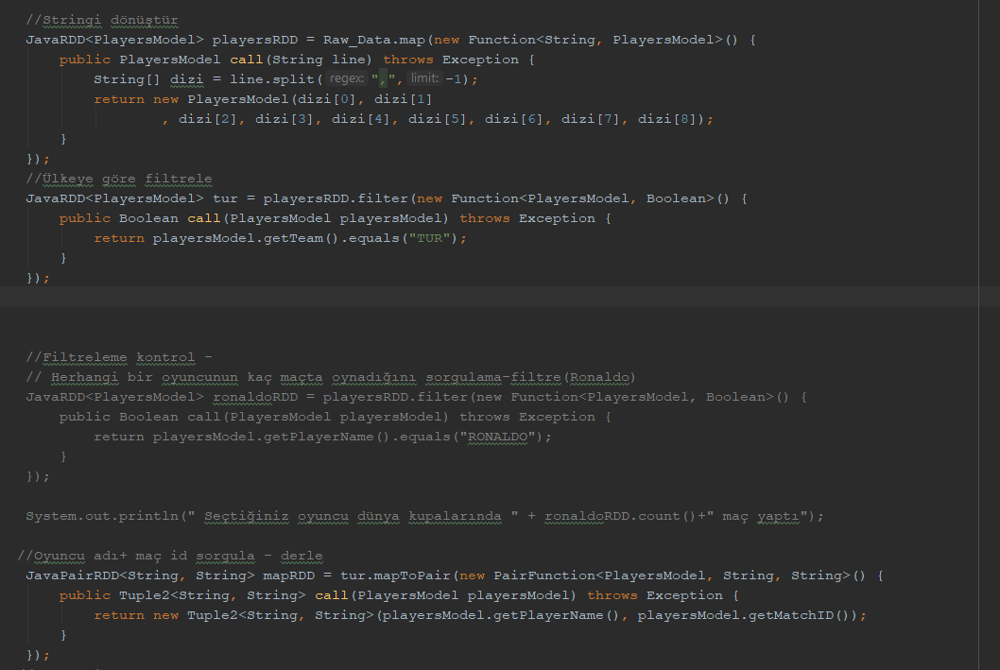 //Stringi dönüştür
JavaRDD<PlayersModel> playersRDD = Raw_Data.map(new Function<String, PlayersModel>() {
public PlayersModel call(String line) throws Exception {
String[] dizi = line.split( regex: ",", limit: -1);
return new PlayersModel(dizi[0], dizi[1]
, dizi[2], dizi[3], dizi[4], dizi[5], dizi[6], dizi[7], dizi[8]);
}
});
//Ülkeye göre filtrele
JavaRDD<PlayersModel> tur = playersRDD.filter(new Function<PlayersModel, Boolean>() {
public Boolean call(PlayersModel playersModel) throws Exception {
return playersModel.getTeam().equals("TUR");
}
});
//Filtreleme kontrol -
// Herhangi bir oyuncunun kaç maçta oynadığını sorgulama-filtre(Ronaldo)
JavaRDD<PlayersModel> ronaldoRDD = playersRDD.filter(new Function<PlayersModel, Boolean>() {
public Boolean call(PlayersModel playersModel) throws Exception {
return playersModel.getPlayerName().equals("RONALDO");
}
});
System.out.println(" Seçtiğiniz oyuncu dünya kupalarında " + ronaldoRDD.count()+" maç yaptı");
//Oyuncu adı+ maç id sorgula - derle
JavaPairRDD<String, String> mapRDD = tur.mapToPair(new PairFunction<PlayersModel, String, String>() {
public Tuple2<String, String> call(PlayersModel playersModel) throws Exception {
return new Tuple2<String, String>(playersModel.getPlayerName(), playersModel.getMatchID());
}
});